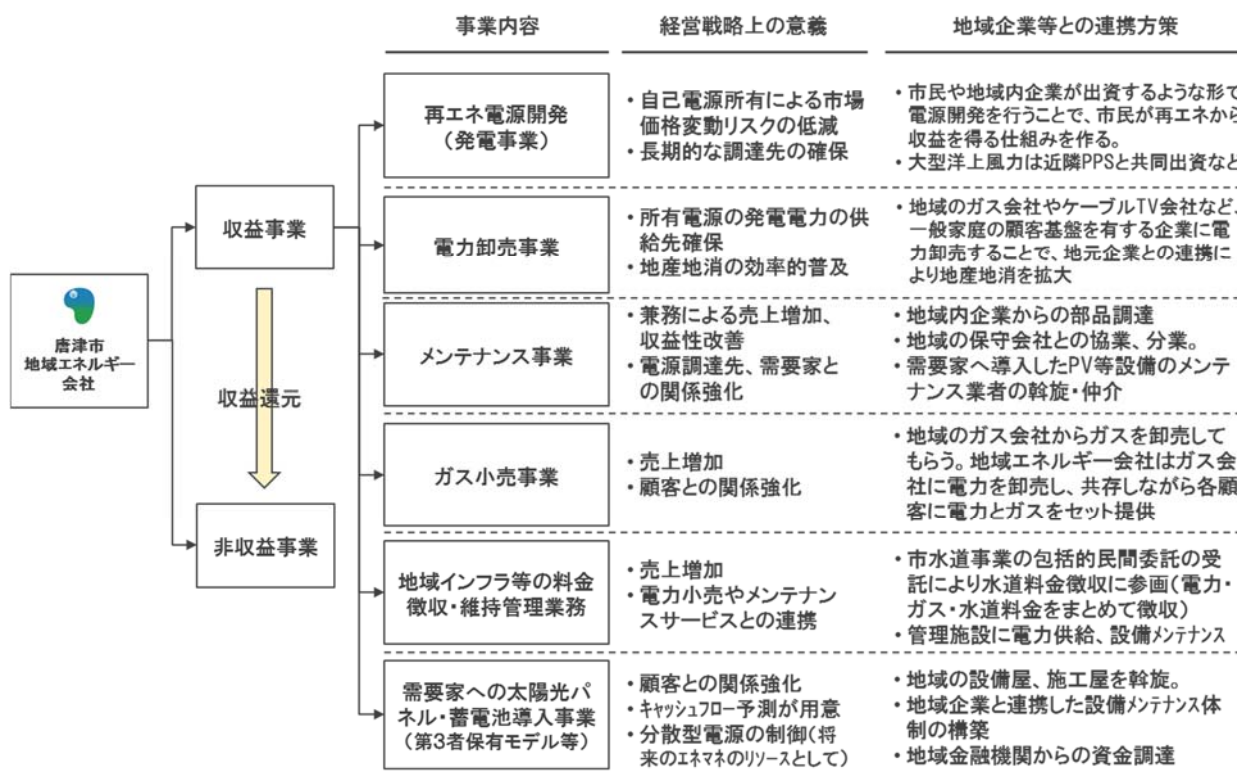 事業内容
経営戦略上の意義
地域企業等との連携方策
唐津市
地域エネルギー
会社
収益事業
収益還元
非収益事業
再エネ電源開発
（発電事業）
・自己電源所有による市場
価格変動リスクの低減
・長期的な調達先の確保
・市民や地域内企業が出資するような形で
電源開発を行うことで、市民が再エネから
収益を得る仕組みを作る。
・大型洋上風力は近隣PPSと共同出資など
電力卸売事業
・所有電源の発電電力の供
給先確保
・地産地消の効率的普及
・地域のガス会社やケーブルTV会社など、
一般家庭の顧客基盤を有する企業に電
力卸売することで、地元企業との連携に
より地産地消を拡大
メンテナンス事業
・兼務による売上増加、
収益性改善
・電源調達先、需要家と
の関係強化
・地域内企業からの部品調達
・地域の保守会社との協業、分業。
・需要家へ導入したPV等設備のメンテ
ナンス業者の斡旋・仲介
ガス小売事業
・売上増加
・顧客との関係強化
・地域のガス会社からガスを卸売して
もらう。地域エネルギー会社はガス会
社に電力を卸売し、共存しながら各顧
客に電力とガスをセット提供
地域インフラ等の料金
徴収・維持管理業務
・売上増加
・電力小売やメンテナン
スサービスとの連携
・市水道事業の包括的民間委託の受
託により水道料金徴収に参画（電力・
ガス・水道料金をまとめて徴収）
・管理施設に電力供給、設備メンテナンス
需要家への太陽光パ
ネル・蓄電池導入事業
（第3者保有モデル等）
・顧客との関係強化
・キャッシュフロー予測が用意
・分散型電源の制御（将
来のエネマネのリソースとして）
・地域の設備屋、施工屋を斡旋。
・地域企業と連携した設備メンテナンス体
制の構築
・地域金融機関からの資金調達